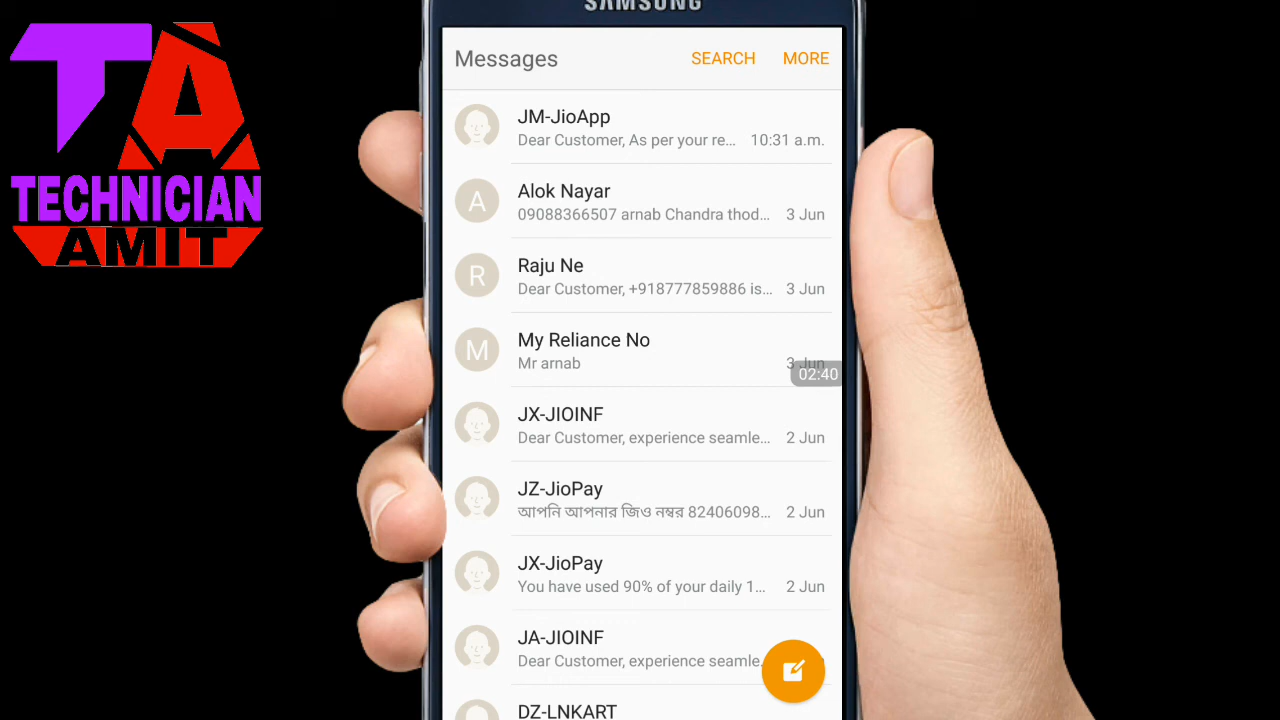 SAMSUNG
TA
TECHNICIAN
AMIT
Messages SEARCH MORE
JM-JioApp
Dear Customer, As per your re... 10:31 a.m.
A
Alok Nayar
09088366507 arnab Chandra thod... 3 Jun
R
Raju Ne
Dear Customer, +918777859886 is... 3 Jun
M
My Reliance No
Mr arnab 3 Jun
02:40
JX-JIOINF
Dear Customer, experience seamle... 2 Jun
JZ-JioPay
আপনি আপনার জিও নম্বর 82406098... 2 Jun
JX-JioPay
You have used 90% of your daily 1... 2 Jun
JA-JIOINF
Dear Customer, experience seamle...
DZ-LNKART